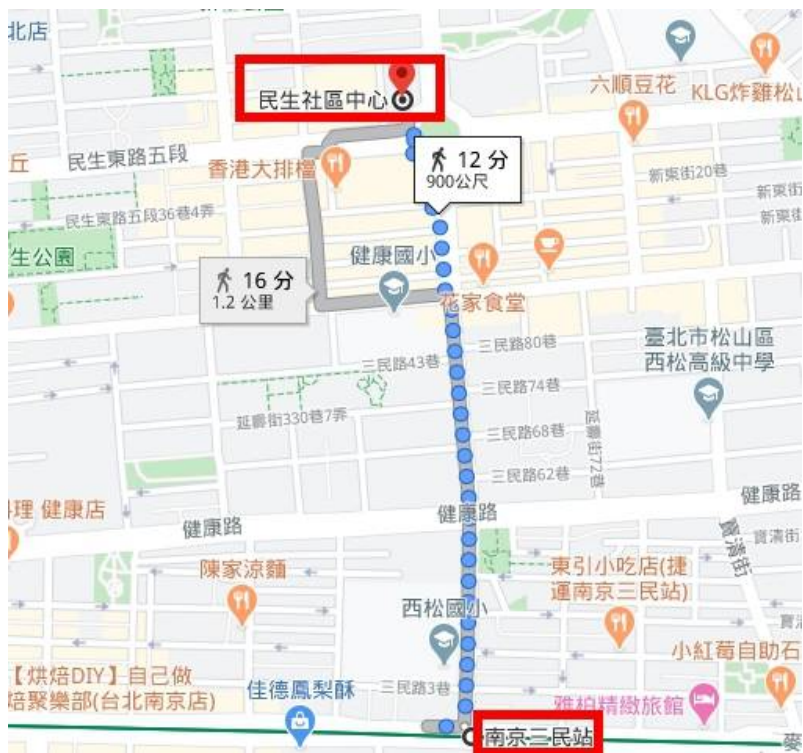 北店
民生社區中心
六順豆花
KLG炸雞松山
丘
民生東路五段
香港大排檔
12 分
900公尺
新東街20巷
民生東路五段36巷4弄
新東街
新東街
生公園
健康國小
16 分
1.2 公里
花家食堂
三民路80巷
臺北市松山區
西松高級中學
三民路43巷
三民路74巷
延壽街330巷7弄
三民路68巷
延壽街72巷
三民路62巷
料理 健康店
健康路
健康路
健康路
寶清街
寶清街
陳家涼麵
東引小吃店(捷
運南京三民站)
西松國小
小紅莓自助石
【烘焙DIY】自己做
焙聚樂部(台北南京店)
佳德鳳梨酥
三民路3巷
雅柏精緻旅館
南京三民站
麥